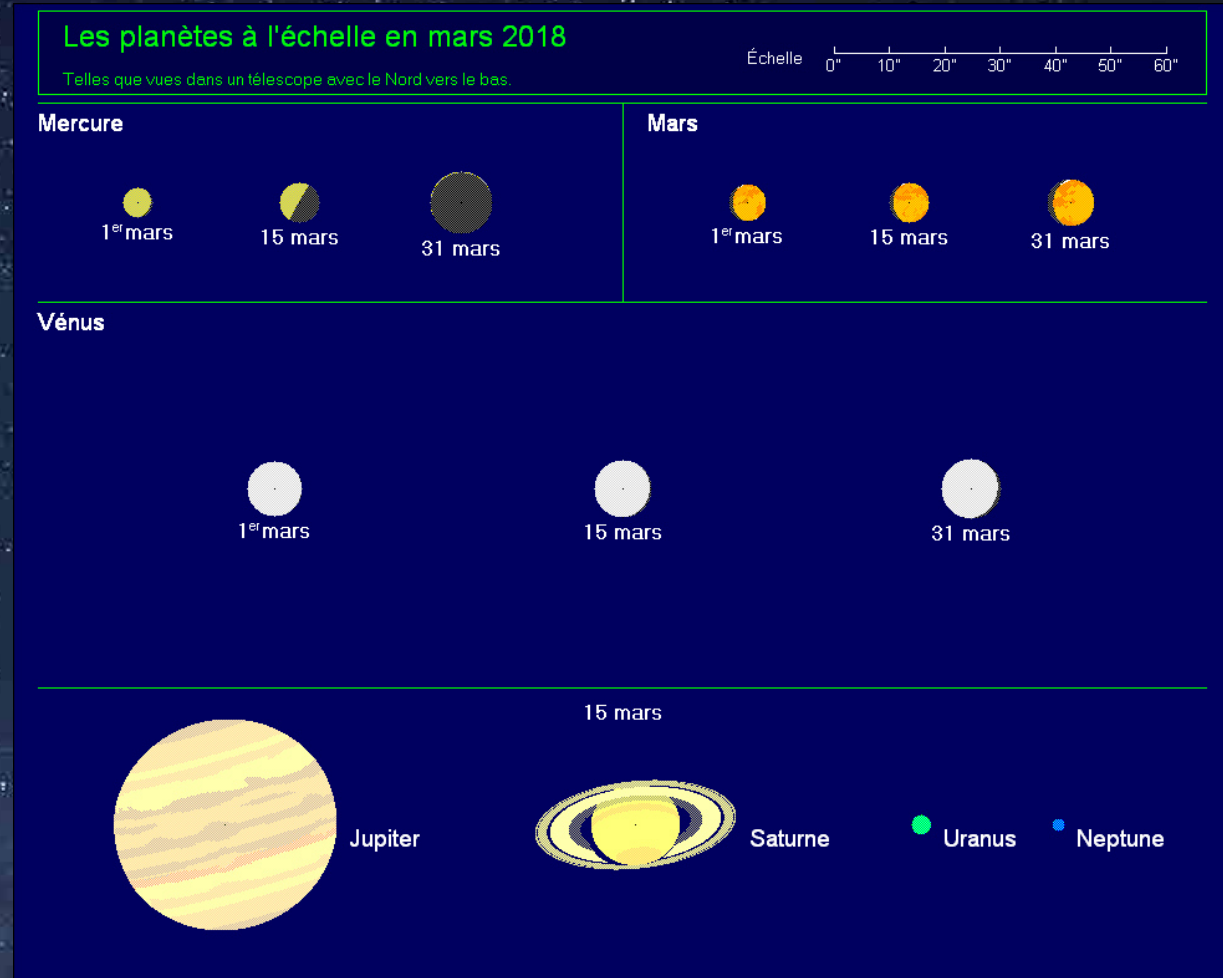 Les planètes à l'échelle en mars 2018
Telles que vues dans un télescope avec le Nord vers le bas.
Échelle
0" 10" 20" 30" 40" 50" 60"
Mercure
1er mars 15 mars 31 mars
Mars
1er mars 15 mars 31 mars
Vénus
1er mars 15 mars 31 mars
15 mars
Jupiter Saturne Uranus Neptune